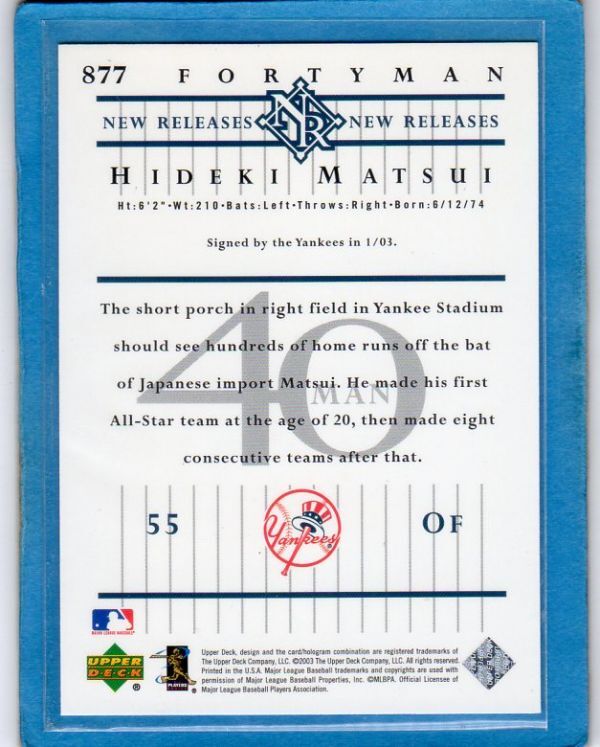 877 FORTYMAN
NEW RELEASES NR NEW RELEASES
HIDEKI MATSUI
Ht:6'2"•Wt:210•Bats:Left•Throws:Right•Born:6/12/74
Signed by the Yankees in 1/03.
The short porch in right field in Yankee Stadium
should see hundreds of home runs off the bat
of Japanese import Matsui. He made his first
All-Star team at the age of 20, then made eight
consecutive teams after that.
40
MAN
55 Yankees OF
MAJOR LEAGUE BASEBALL
UPPER DECK
PLAYERS
Upper Deck, design and the card/hologram combination are registered trademarks of
The Upper Deck Company, LLC. ©2003 The Upper Deck Company, LLC. All rights reserved.
Printed in the U.S.A. Major League Baseball trademarks and copyrights are used with
permission of Major League Baseball Properties, Inc. ©MLBPA. Official Licensee of
Major League Baseball Players Association.